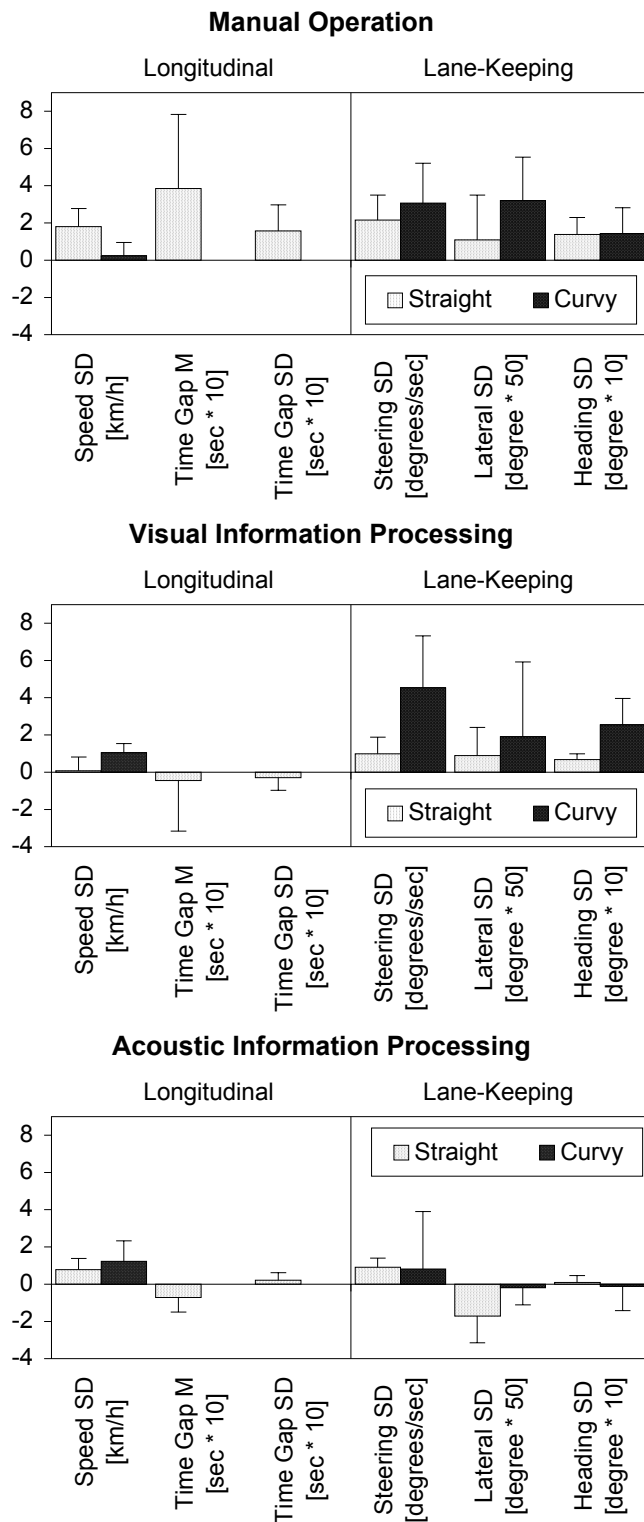 Manual Operation
Longitudinal
Lane-Keeping
8
6
4
2
0
-2
-4
Straight
Curvy
Speed SD
[km/h]
Time Gap M
[sec * 10]
Time Gap SD
[sec * 10]
Steering SD
[degrees/sec]
Lateral SD
[degree * 50]
Heading SD
[degree * 10]
Visual Information Processing
Longitudinal
Lane-Keeping
8
6
4
2
0
-2
-4
Straight
Curvy
Speed SD
[km/h]
Time Gap M
[sec * 10]
Time Gap SD
[sec * 10]
Steering SD
[degrees/sec]
Lateral SD
[degree * 50]
Heading SD
[degree * 10]
Acoustic Information Processing
Longitudinal
Lane-Keeping
8
6
4
2
0
-2
-4
Straight
Curvy
Speed SD
[km/h]
Time Gap M
[sec * 10]
Time Gap SD
[sec * 10]
Steering SD
[degrees/sec]
Lateral SD
[degree * 50]
Heading SD
[degree * 10]